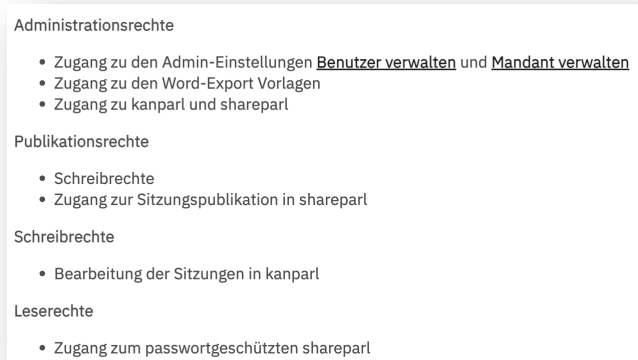 Administrationsrechte
• Zugang zu den Admin-Einstellungen Benutzer verwalten und Mandant verwalten
• Zugang zu den Word-Export Vorlagen
• Zugang zu kanparl und shareparl
Publikationsrechte
• Schreibrechte
• Zugang zur Sitzungspublikation in shareparl
Schreibrechte
• Bearbeitung der Sitzungen in kanparl
Leserechte
• Zugang zum passwortgeschützten shareparl